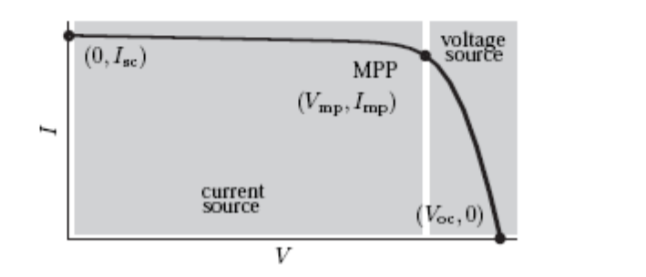 (0, I_sc)
voltage
source
MPP
(V_mp, I_mp)
I
current
source
(V_oc, 0)
V